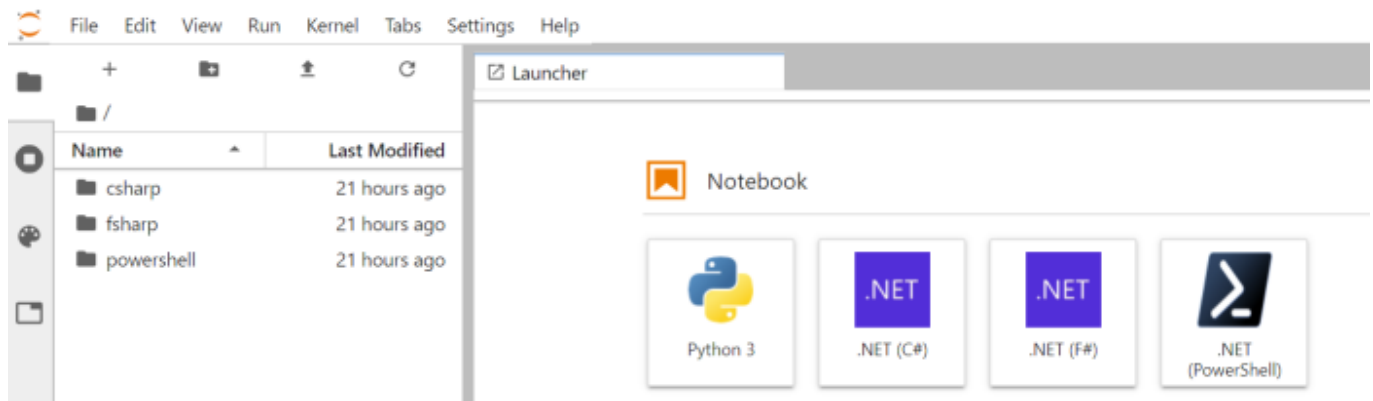 File Edit View Run Kernel Tabs Settings Help
Launcher
/
Name Last Modified
csharp 21 hours ago
fsharp 21 hours ago
powershell 21 hours ago
Notebook
.NET .NET
Python 3 .NET (C#) .NET (F#) .NET
(PowerShell)